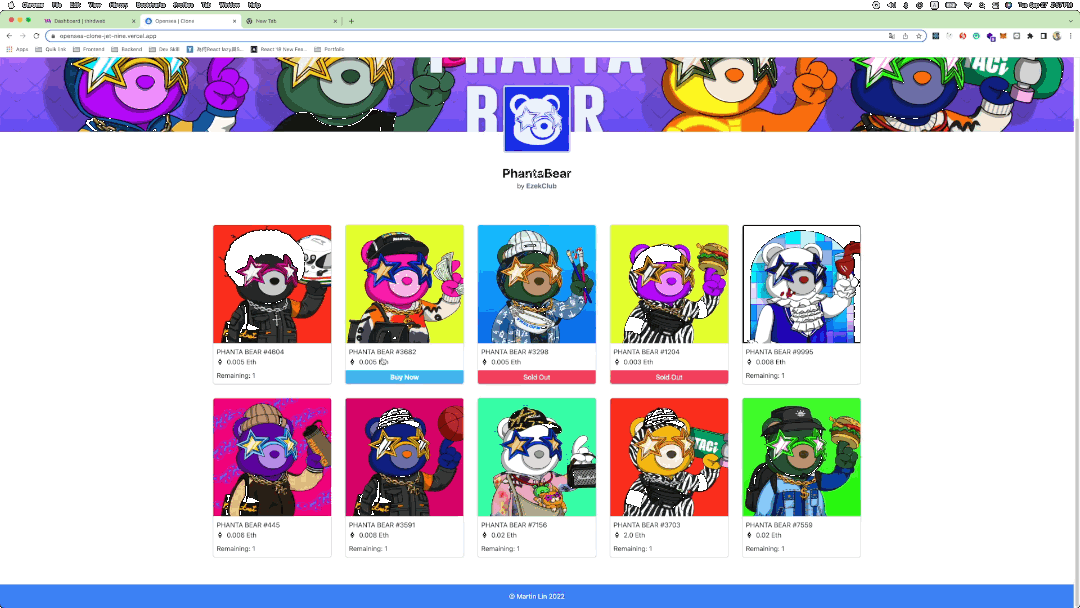 Chrome File Edit View History Bookmarks Profiles Tab Window Help
Dashboard | thirdweb
Opensea | Clone
New Tab
opensea-clone-jet-nine.vercel.app
Apps Quik link Frontend Backend Dev Skill React 18 New Fea... Portfolio
PHANTA
BEAR
TACi
PhantaBear
by EzekClub
PHANTA BEAR #4604
0.005 Eth
Remaining: 1
PHANTA BEAR #3682
0.005
Buy Now
PHANTA BEAR #3298
0.005 Eth
Sold Out
PHANTA BEAR #1204
0.003 Eth
Sold Out
PHANTA BEAR #9995
0.008 Eth
Remaining: 1
TACi
PHANTA BEAR #445
0.008 Eth
Remaining: 1
PHANTA BEAR #3591
0.008 Eth
Remaining: 1
PHANTA BEAR #7156
0.02 Eth
Remaining: 1
PHANTA BEAR #3703
2.0 Eth
Remaining: 1
PHANTA BEAR #7559
0.02 Eth
Remaining: 1
© Martin Lin 2022